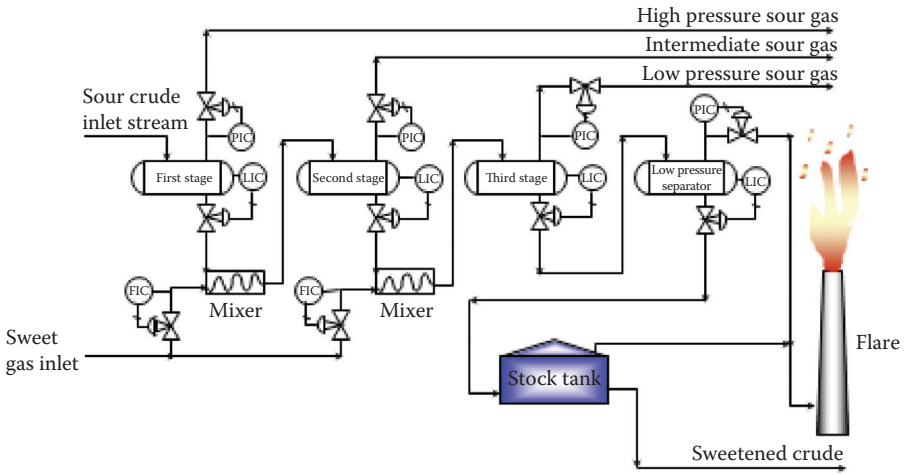 High pressure sour gas
Intermediate sour gas
Low pressure sour gas
Sour crude
inlet stream
PIC
PIC
PIC
PIC
First stage
LIC
Second stage
LIC
Third stage
LIC
Low pressure
separator
LIC
FIC
Mixer
FIC
Mixer
Sweet
gas inlet
Stock tank
Flare
Sweetened crude